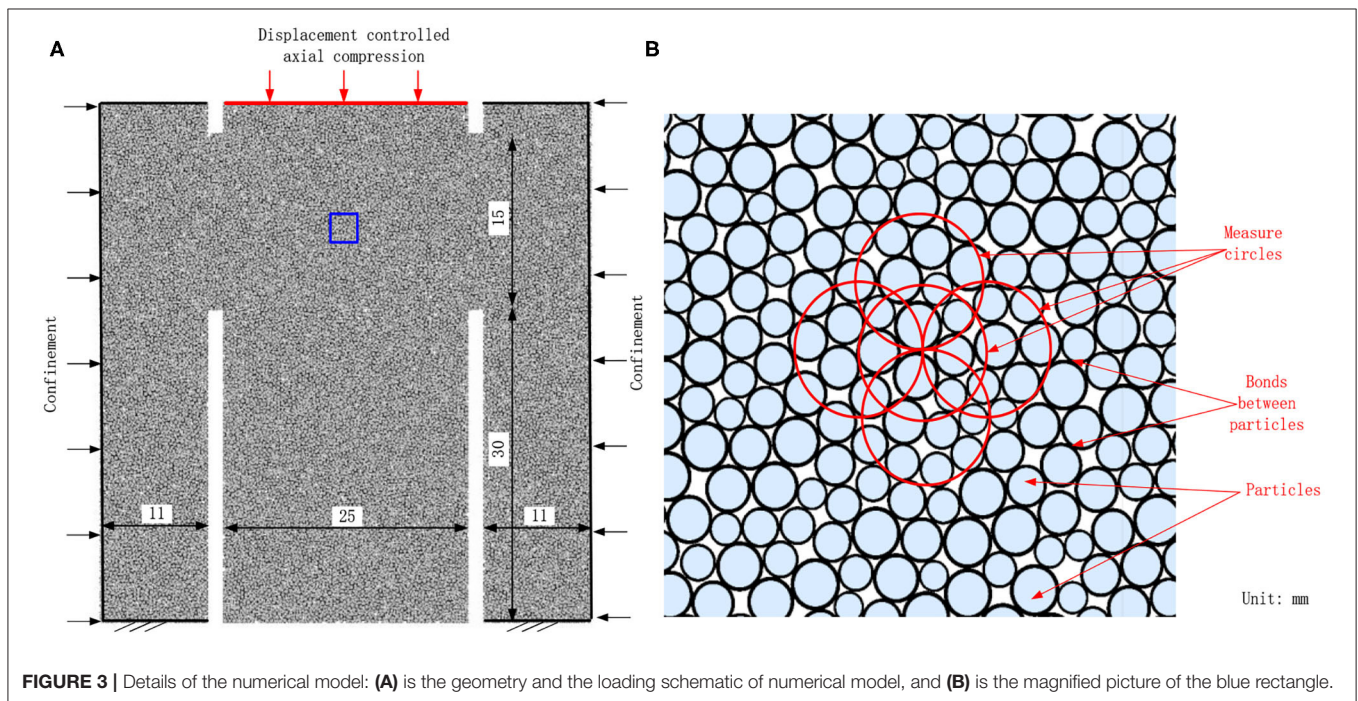 A
Displacement controlled
axial compression
Confinement
Confinement
15
30
11
25
11
B
Measure
circles
Bonds
between
particles
Particles
Unit: mm
FIGURE 3 | Details of the numerical model: (A) is the geometry and the loading schematic of numerical model, and (B) is the magnified picture of the blue rectangle.